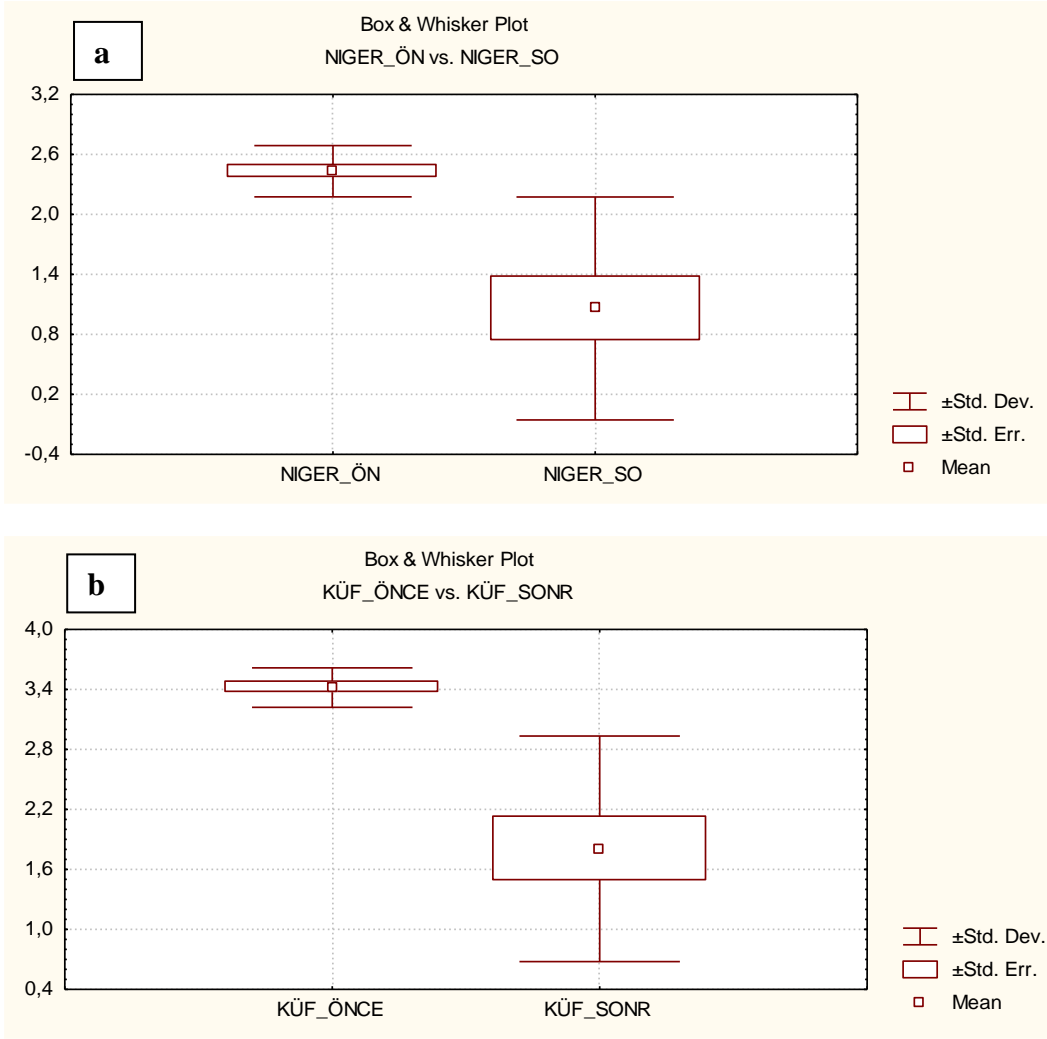 a
Box & Whisker Plot
NIGER_ÖN vs. NIGER_SO
3,2
2,6
2,0
1,4
0,8
0,2
-0,4
NIGER_ÖN NIGER_SO
±Std. Dev.
±Std. Err.
Mean
b
Box & Whisker Plot
KÜF_ÖNCE vs. KÜF_SONR
4,0
3,4
2,8
2,2
1,6
1,0
0,4
KÜF_ÖNCE KÜF_SONR
±Std. Dev.
±Std. Err.
Mean